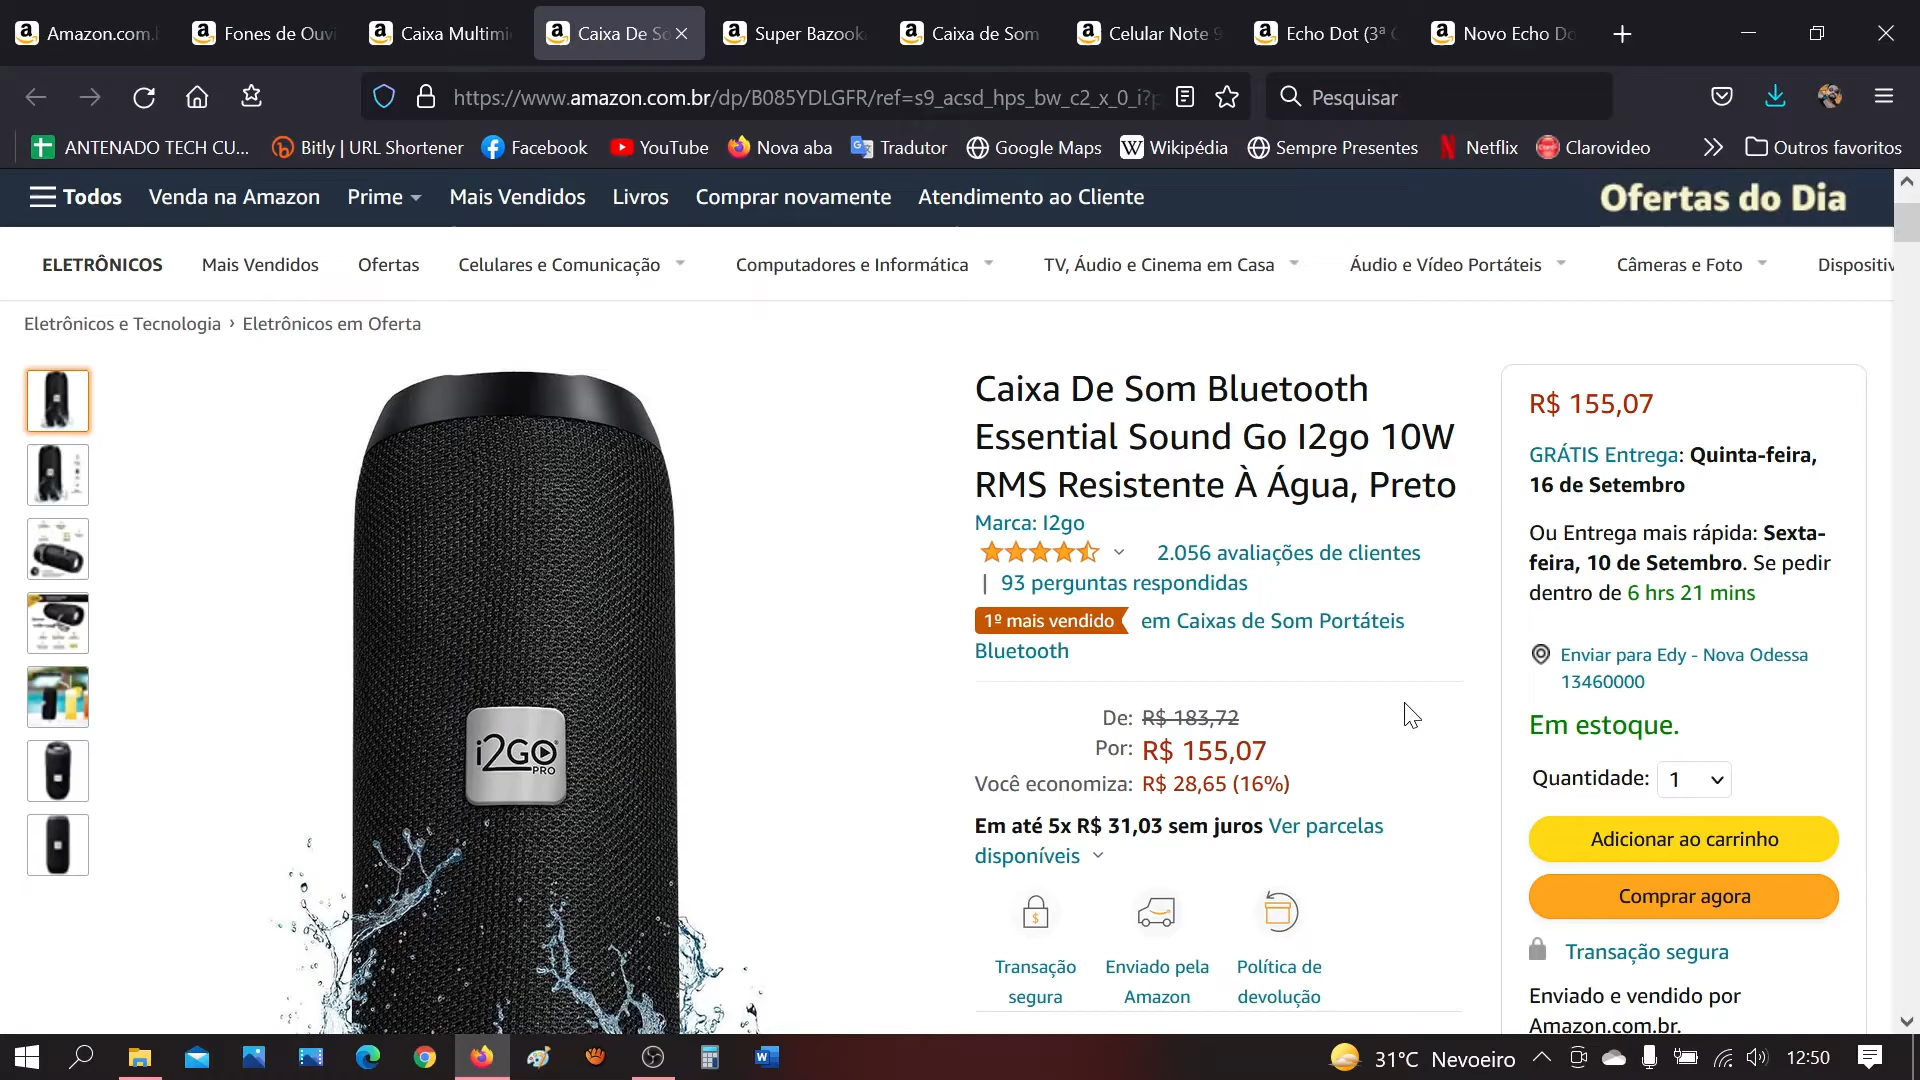 Amazon.com.b
Fones de Ouvi
Caixa Multimí
Caixa De So
Super Bazook
Caixa de Som
Celular Note 9
Echo Dot (3ª G
Novo Echo Do
https://www.amazon.com.br/dp/B085YDLGFR/ref=s9_acsd_hps_bw_c2_x_0_i?p
Pesquisar
ANTENADO TECH CU...
Bitly | URL Shortener
Facebook
YouTube
Nova aba
Tradutor
Google Maps
Wikipédia
Sempre Presentes
Netflix
Clarovideo
Outros favoritos
Todos
Venda na Amazon
Prime
Mais Vendidos
Livros
Comprar novamente
Atendimento ao Cliente
Ofertas do Dia
ELETRÔNICOS
Mais Vendidos
Ofertas
Celulares e Comunicação
Computadores e Informática
TV, Áudio e Cinema em Casa
Áudio e Vídeo Portáteis
Câmeras e Foto
Dispositiv
Eletrônicos e Tecnologia › Eletrônicos em Oferta
i2GO
PRO
Caixa De Som Bluetooth
Essential Sound Go I2go 10W
RMS Resistente À Água, Preto
Marca: I2go
2.056 avaliações de clientes
| 93 perguntas respondidas
1º mais vendido em Caixas de Som Portáteis
Bluetooth
De: R$ 183,72
Por: R$ 155,07
Você economiza: R$ 28,65 (16%)
Em até 5x R$ 31,03 sem juros Ver parcelas
disponíveis
Transação
segura
Enviado pela
Amazon
Política de
devolução
R$ 155,07
GRÁTIS Entrega: Quinta-feira,
16 de Setembro
Ou Entrega mais rápida: Sexta-
feira, 10 de Setembro. Se pedir
dentro de 6 hrs 21 mins
Enviar para Edy - Nova Odessa
13460000
Em estoque.
Quantidade: 1
Adicionar ao carrinho
Comprar agora
Transação segura
Enviado e vendido por
Amazon.com.br.
31°C Nevoeiro
12:50